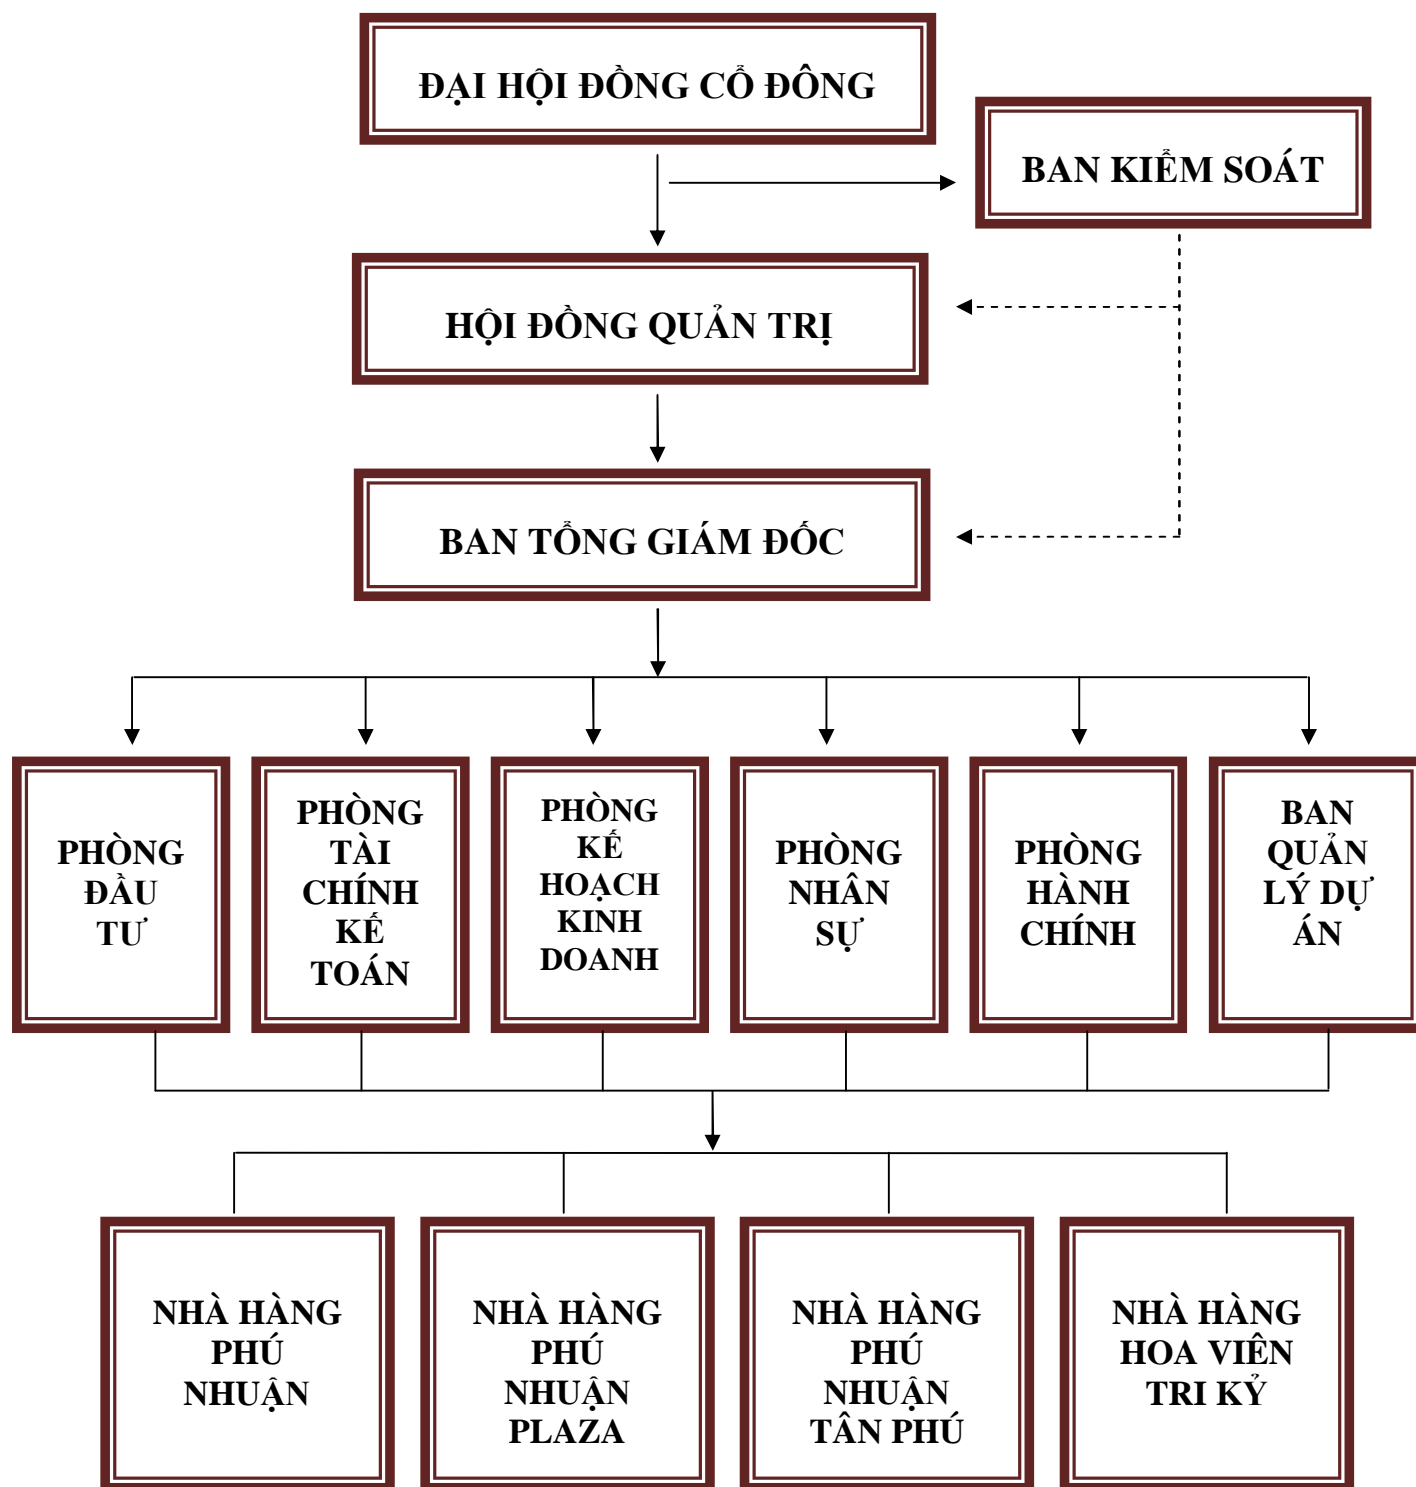 ĐẠI HỘI ĐỒNG CỔ ĐÔNG
BAN KIỂM SOÁT
HỘI ĐỒNG QUẢN TRỊ
BAN TỔNG GIÁM ĐỐC
PHÒNG
ĐẦU
TƯ
PHÒNG
TÀI
CHÍNH
KẾ
TOÁN
PHÒNG
KẾ
HOẠCH
KINH
DOANH
PHÒNG
NHÂN
SỰ
PHÒNG
HÀNH
CHÍNH
BAN
QUẢN
LÝ DỰ
ÁN
NHÀ HÀNG
PHÚ
NHUẬN
NHÀ HÀNG
PHÚ
NHUẬN
PLAZA
NHÀ HÀNG
PHÚ
NHUẬN
TÂN PHÚ
NHÀ HÀNG
HOA VIÊN
TRI KỶ